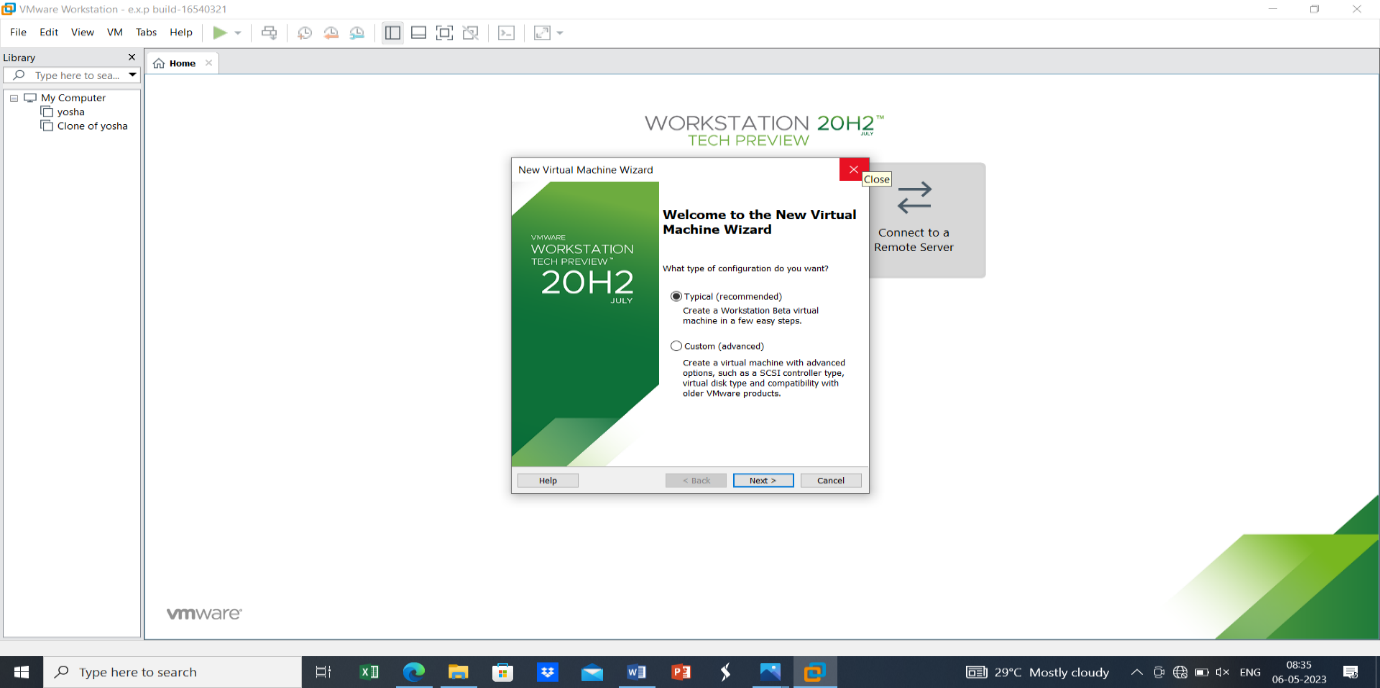 VMware Workstation - e.x.p build-16540321
File Edit View VM Tabs Help
Library
Type here to sea...
My Computer
yosha
Clone of yosha
Home
WORKSTATION 20H2™
JULY
TECH PREVIEW
New Virtual Machine Wizard
Close
Connect to a
Remote Server
VMWARE
WORKSTATION
TECH PREVIEW™
20H2
JULY
Welcome to the New Virtual
Machine Wizard
What type of configuration do you want?
Typical (recommended)
Create a Workstation Beta virtual
machine in a few easy steps.
Custom (advanced)
Create a virtual machine with advanced
options, such as a SCSI controller type,
virtual disk type and compatibility with
older VMware products.
Help < Back Next > Cancel
vmware®
Type here to search
29°C Mostly cloudy
ENG
08:35
06-05-2023